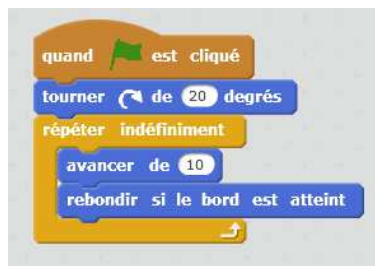 quand est cliqué
tourner de 20 degrés
répéter indéfiniment
avancer de 10
rebondir si le bord est atteint